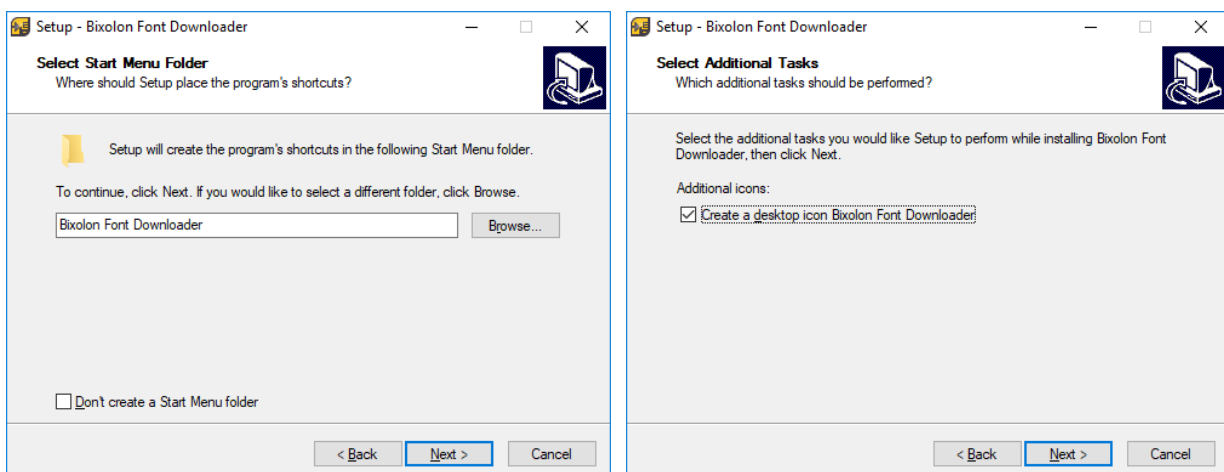 Setup - Bixolon Font Downloader
Select Start Menu Folder
Where should Setup place the program's shortcuts?
Setup will create the program's shortcuts in the following Start Menu folder.
To continue, click Next. If you would like to select a different folder, click Browse.
Bixolon Font Downloader
Browse...
Don't create a Start Menu folder
< Back
Next >
Cancel
Setup - Bixolon Font Downloader
Select Additional Tasks
Which additional tasks should be performed?
Select the additional tasks you would like Setup to perform while installing Bixolon Font
Downloader, then click Next.
Additional icons:
Create a desktop icon Bixolon Font Downloader
< Back
Next >
Cancel